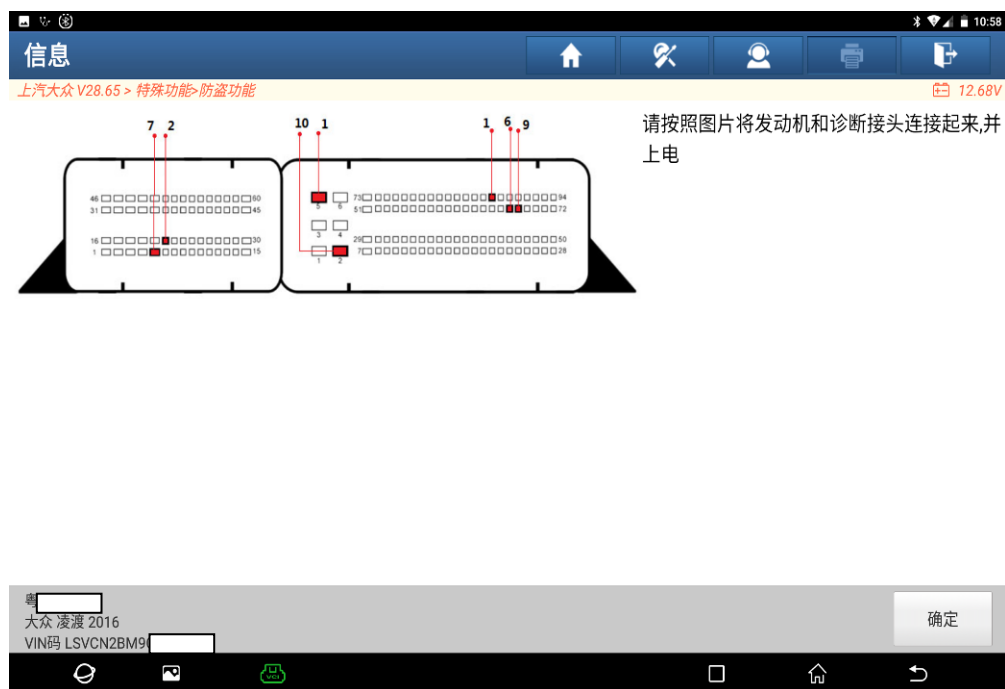 10:58
信息
上汽大众 V28.65 > 特殊功能>防盗功能
12.68V
7 2 10 1 1 6 9
请按照图片将发动机和诊断接头连接起来,并
上电
46 60 5 6 73 94
31 45 51 72
3 4
16 30 29 50
1 15 1 2 7 28
粤
大众 凌渡 2016
VIN码 LSVCN2BM9
确定
VCI